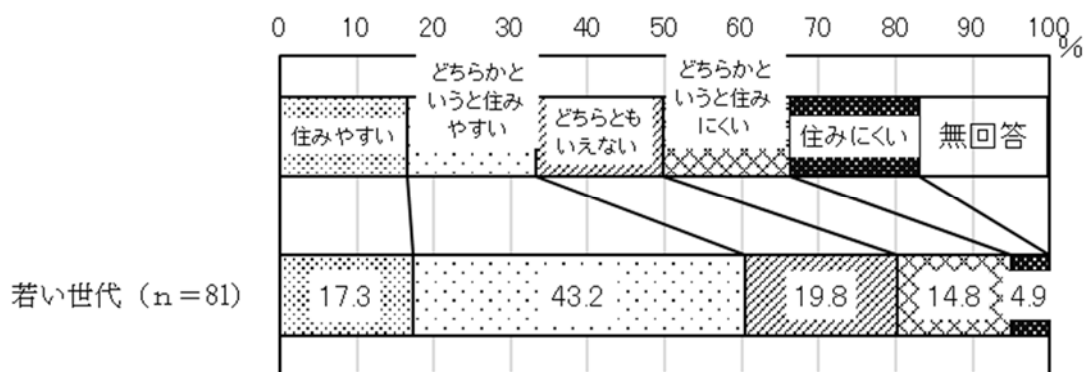 0 10 20 30 40 50 60 70 80 90 100
%
住みやすい
どちらかと
いうと住み
やすい
どちらとも
いえない
どちらかと
いうと住み
にくい
住みにくい
無回答
若い世代（n＝81）
17.3 43.2 19.8 14.8 4.9